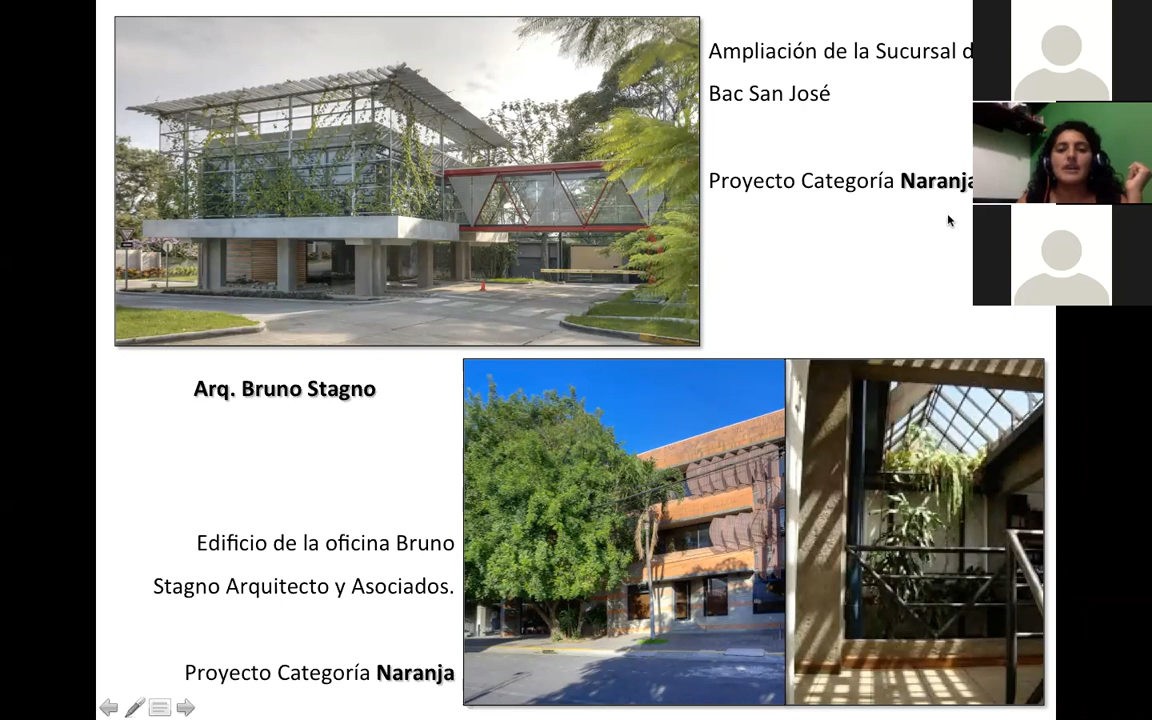 Ampliación de la Sucursal
Bac San José
Proyecto Categoría Naranja
Arq. Bruno Stagno
Edificio de la oficina Bruno
Stagno Arquitecto y Asociados.
Proyecto Categoría Naranja